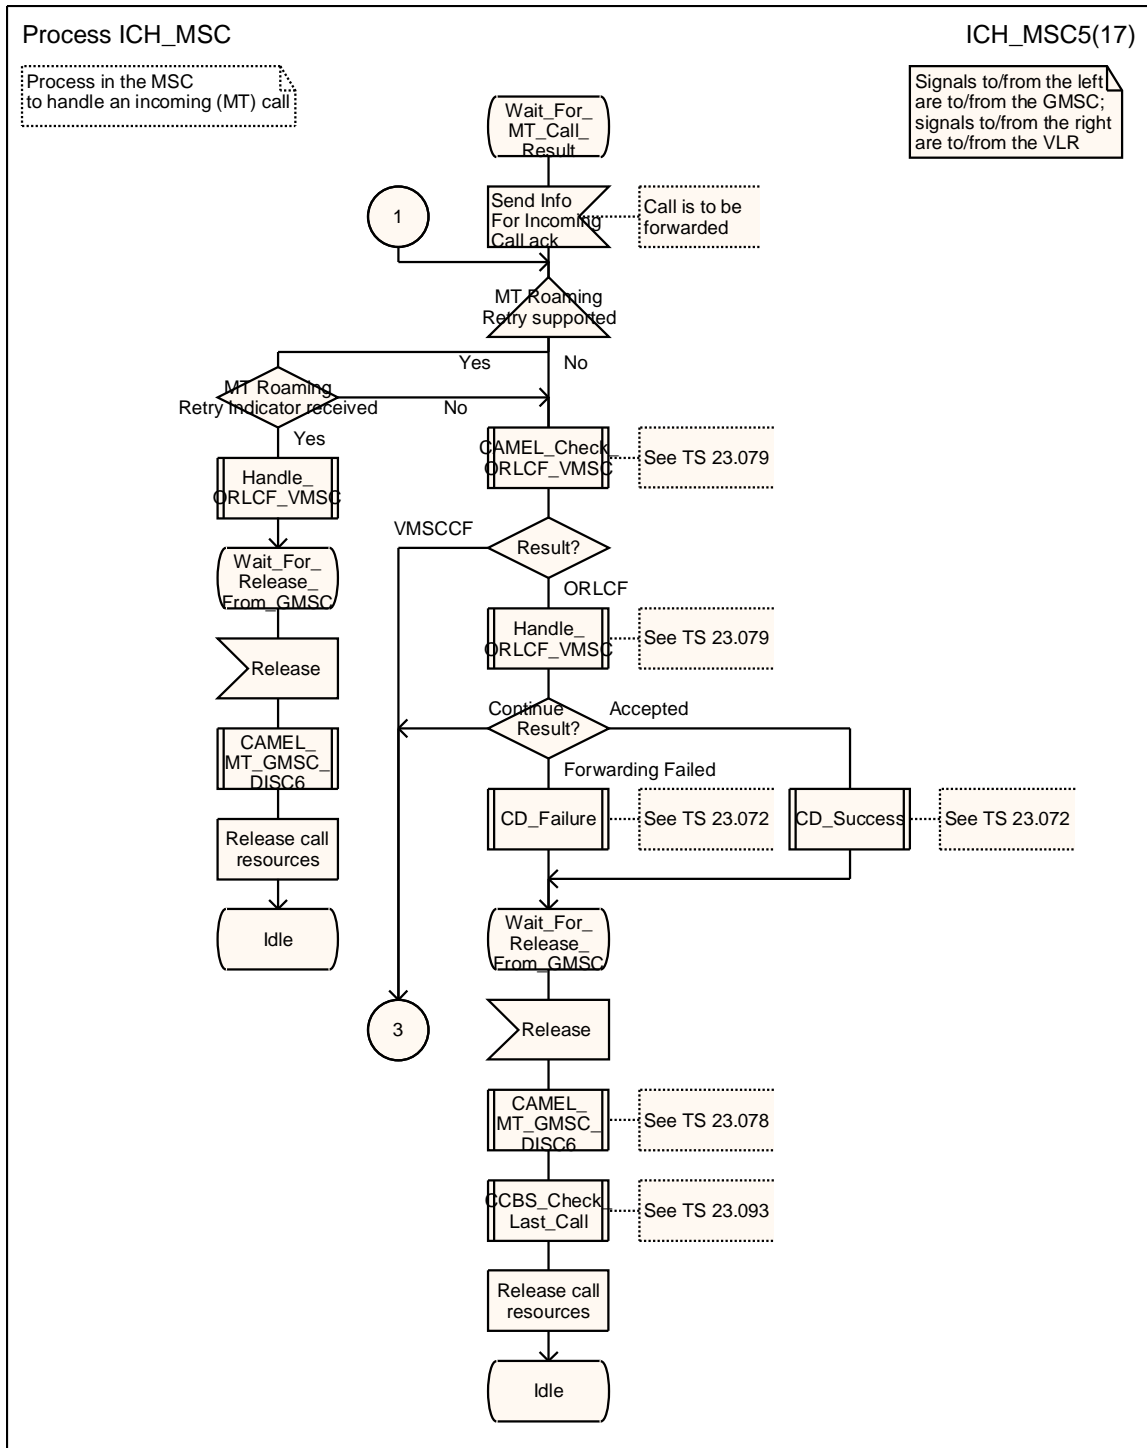 Process ICH_MSC
ICH_MSC5(17)
Process in the MSC
to handle an incoming (MT) call
Signals to/from the left
are to/from the GMSC;
signals to/from the right
are to/from the VLR
Wait_For_
MT_Call_
Result
1
Send Info
For Incoming
Call ack
Call is to be
forwarded
MT Roaming
Retry supported
Yes
No
MT Roaming
Retry Indicator received
No
Yes
CAMEL_Check_
ORLCF_VMSC
See TS 23.079
Handle_
ORLCF_VMSC
VMSCCF
Result?
ORLCF
Wait_For_
Release_
From_GMSC
Handle_
ORLCF_VMSC
See TS 23.079
Release
Continue
Accepted
Result?
CAMEL_
MT_GMSC_
DISC6
Forwarding Failed
CD_Failure
See TS 23.072
CD_Success
See TS 23.072
Release call
resources
Idle
Wait_For_
Release_
From_GMSC
3
Release
CAMEL_
MT_GMSC_
DISC6
See TS 23.078
CCBS_Check_
Last_Call
See TS 23.093
Release call
resources
Idle